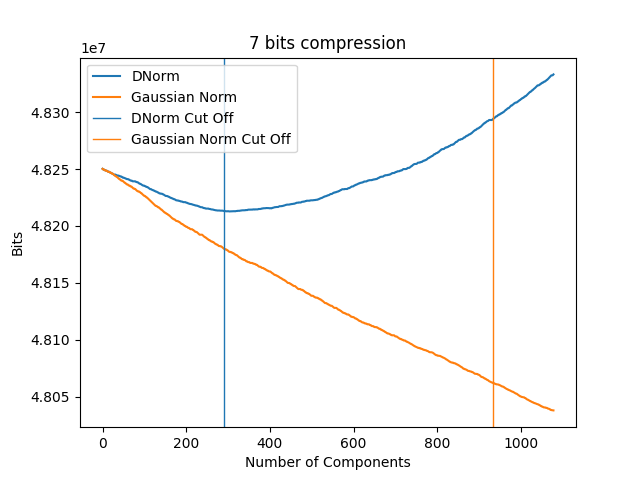 7 bits compression
1e7
DNorm
Gaussian Norm
DNorm Cut Off
Gaussian Norm Cut Off
4.830
4.825
4.820
4.815
4.810
4.805
Bits
0 200 400 600 800 1000
Number of Components